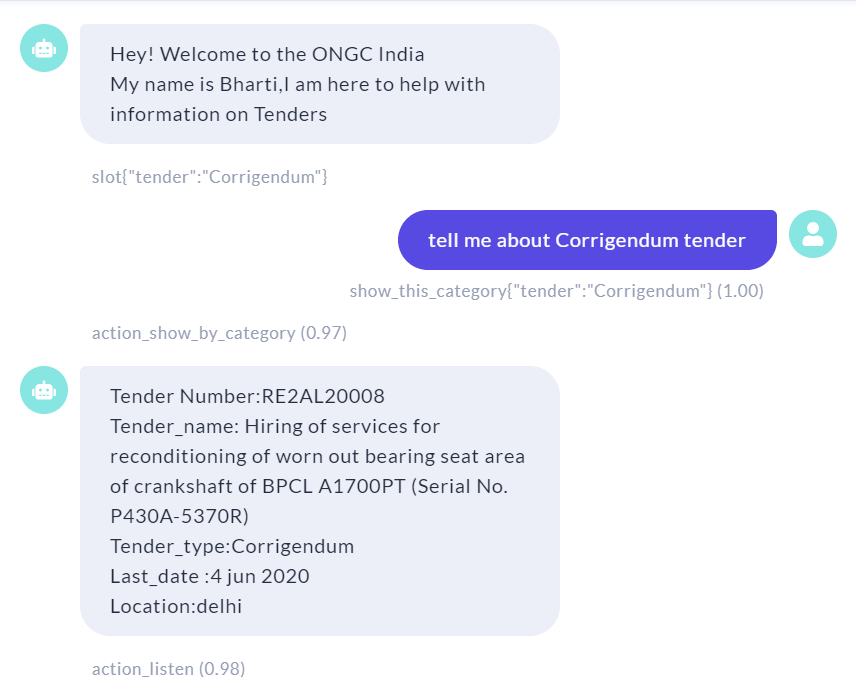 Hey! Welcome to the ONGC India
My name is Bharti,I am here to help with
information on Tenders
slot{"tender":"Corrigendum"}
tell me about Corrigendum tender
show_this_category{"tender":"Corrigendum"} (1.00)
action_show_by_category (0.97)
Tender Number:RE2AL20008
Tender_name: Hiring of services for
reconditioning of worn out bearing seat area
of crankshaft of BPCL A1700PT (Serial No.
P430A-5370R)
Tender_type:Corrigendum
Last_date :4 jun 2020
Location:delhi
action_listen (0.98)